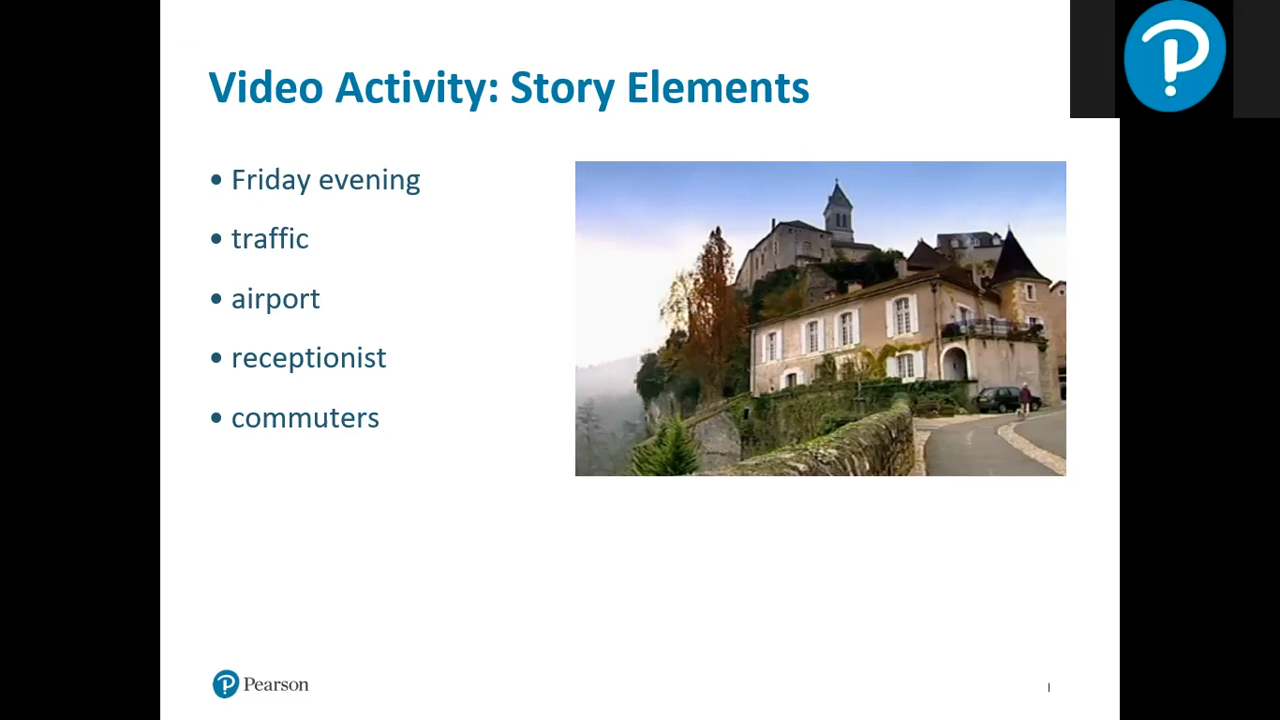 Video Activity: Story Elements
• Friday evening
• traffic
• airport
• receptionist
• commuters
Pearson